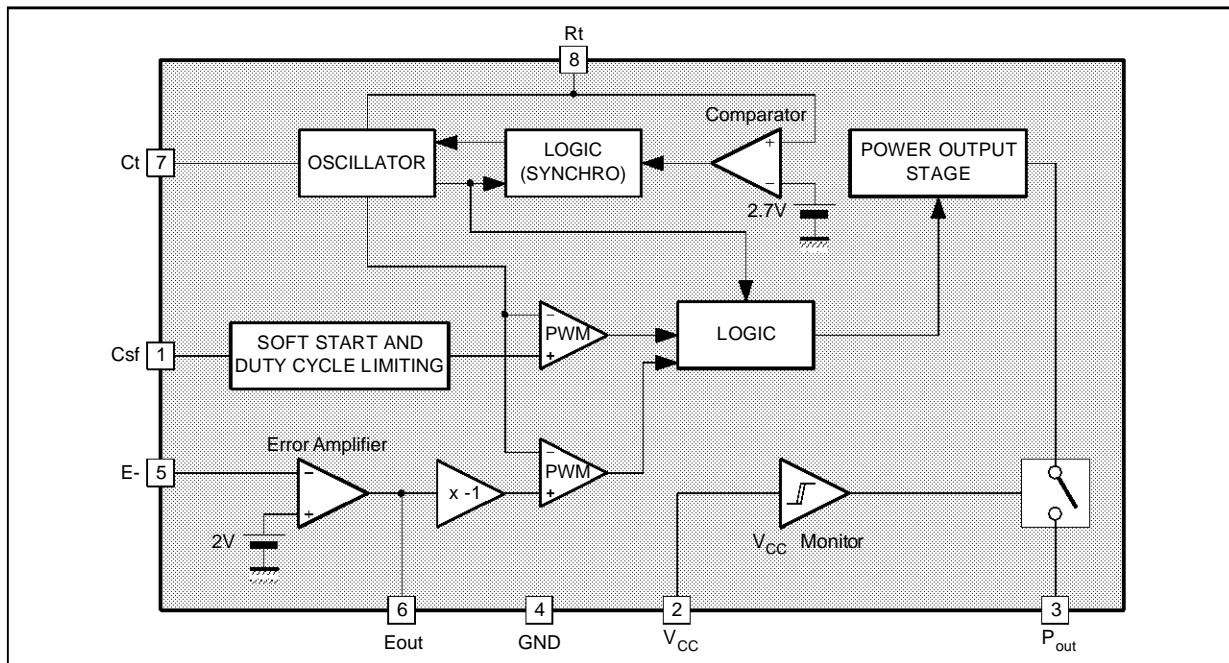 Rt
8
Comparator
+
−
2.7V
Ct
7
OSCILLATOR
LOGIC
(SYNCHRO)
POWER OUTPUT
STAGE
Csf
1
SOFT START AND
DUTY CYCLE LIMITING
−
PWM
+
LOGIC
Error Amplifier
E-
5
−
+
2V
x -1
−
PWM
+
VCC Monitor
6
Eout
4
GND
2
VCC
3
Pout